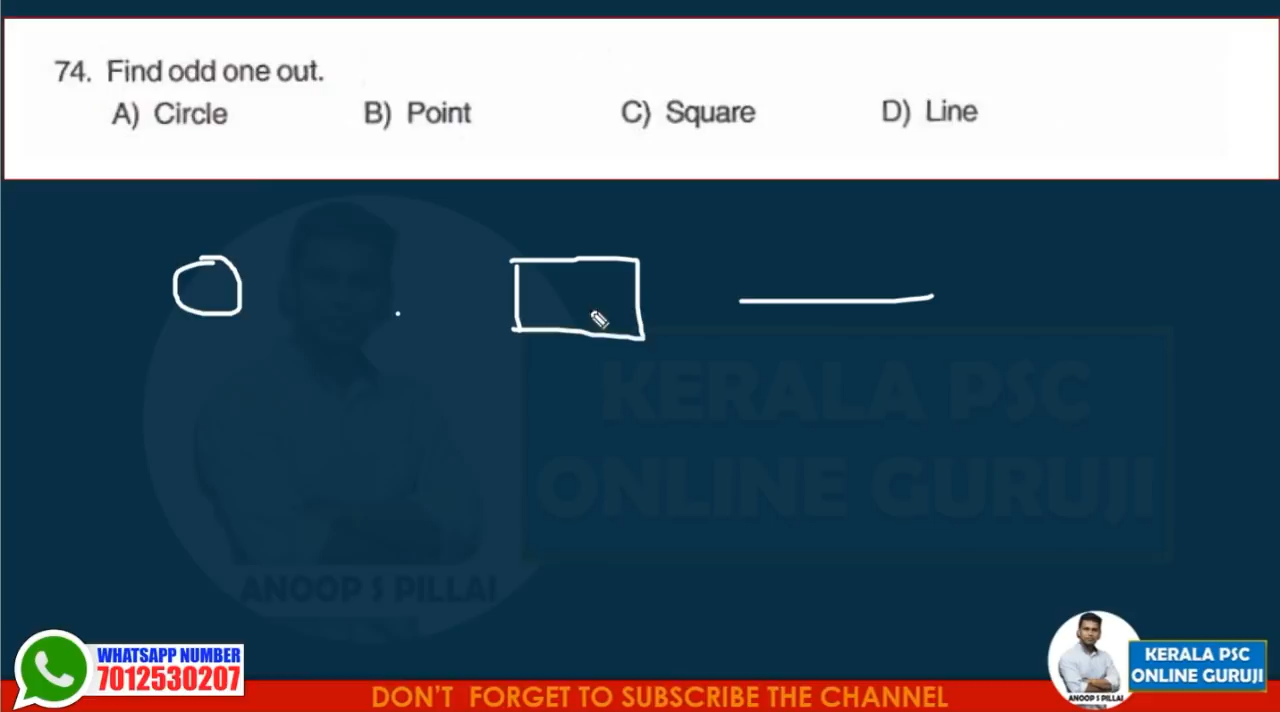 74. Find odd one out.
A) Circle B) Point C) Square D) Line
KERALA PSC
ONLINE GURUJI
ANOOP S PILLAI
WHATSAPP NUMBER
7012530207
DON'T FORGET TO SUBSCRIBE THE CHANNEL
ANOOP S PILLAI
KERALA PSC
ONLINE GURUJI